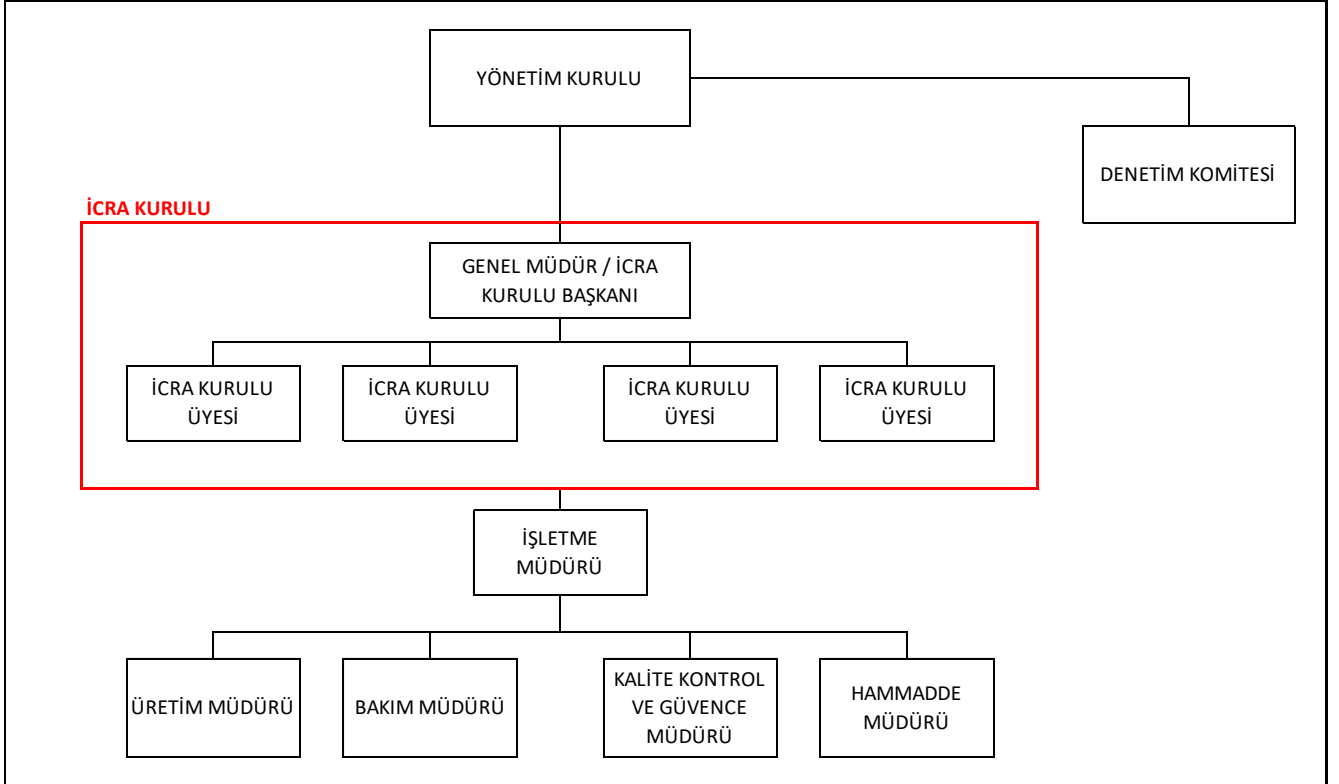 YÖNETİM KURULU
DENETİM KOMİTESİ
İCRA KURULU
GENEL MÜDÜR / İCRA
KURULU BAŞKANI
İCRA KURULU
ÜYESİ
İCRA KURULU
ÜYESİ
İCRA KURULU
ÜYESİ
İCRA KURULU
ÜYESİ
İŞLETME
MÜDÜRÜ
ÜRETİM MÜDÜRÜ
BAKIM MÜDÜRÜ
KALİTE KONTROL
VE GÜVENCE
MÜDÜRÜ
HAMMADDE
MÜDÜRÜ